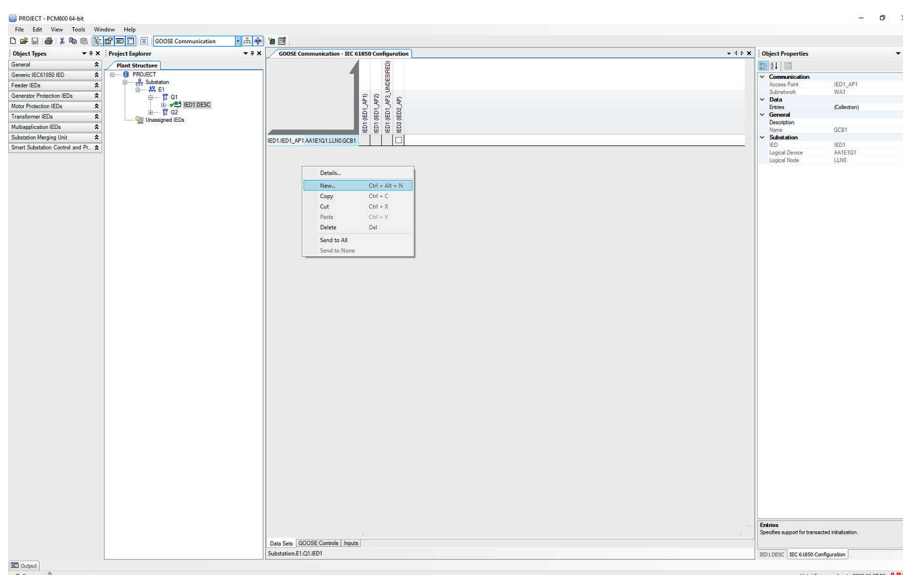 PROJECT - PCM600 64-bit
File Edit View Tools Window Help
GOOSE Communication
Object Types
General
Generic IEC61850 IED
Feeder IEDs
Generator Protection IEDs
Motor Protection IEDs
Transformer IEDs
Multiapplication IEDs
Substation Merging Unit
Smart Substation Control and Pr...
Project Explorer
Plant Structure
PROJECT
Substation
E1
Q1
IED1 DESC
Q2
Unassigned IEDs
GOOSE Communication - IEC 61850 Configuration
IED1 (IED1_AP1)
IED1 (IED1_AP2)
IED1 (IED1_AP3_UNDESIRED)
IED2 (IED2_AP)
IED1.IED1_AP1.AA1E1Q1.LLN0.GCB1
Details...
New... Ctrl + Alt + N
Copy Ctrl + C
Cut Ctrl + X
Paste Ctrl + V
Delete Del
Send to All
Send to None
Data Sets GOOSE Controls Inputs
Substation.E1.Q1.IED1
Object Properties
Communication
Access Point IED1_AP1
Subnetwork WA1
Data
Entries (Collection)
General
Description
Name GCB1
Substation
IED IED1
Logical Device AA1E1Q1
Logical Node LLN0
Entries
Specifies support for transacted initialization.
IED1 DESC IEC 61850 Configuration
Output